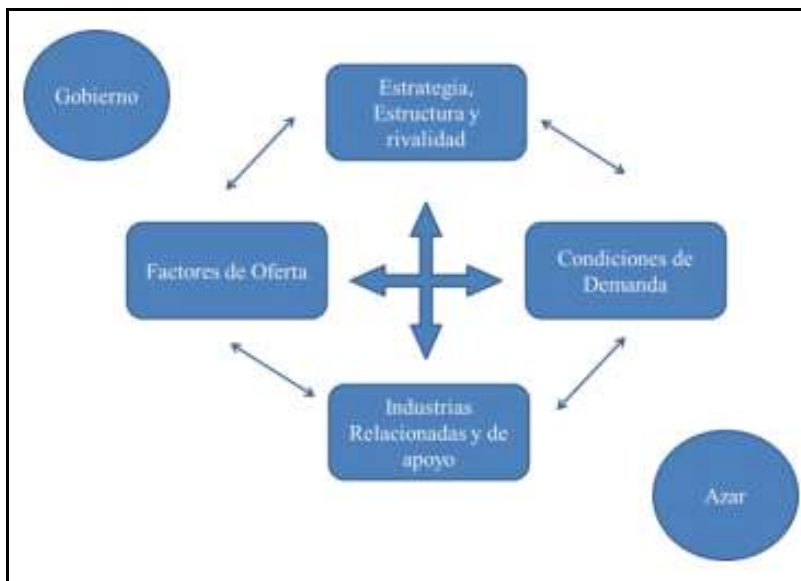 Gobierno
Estrategia,
Estructura y
rivalidad
Factores de Oferta
Condiciones de
Demanda
Industrias
Relacionadas y de
apoyo
Azar